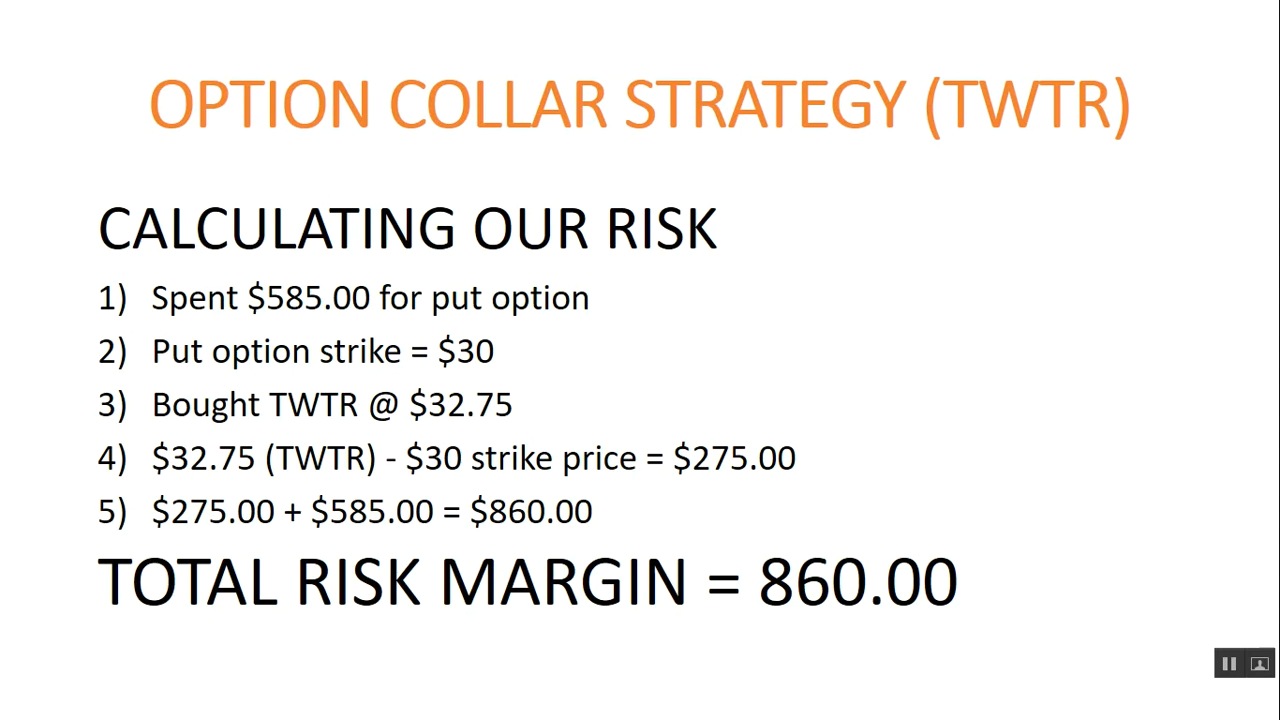 OPTION COLLAR STRATEGY (TWTR)
CALCULATING OUR RISK
1) Spent $585.00 for put option
2) Put option strike = $30
3) Bought TWTR @ $32.75
4) $32.75 (TWTR) - $30 strike price = $275.00
5) $275.00 + $585.00 = $860.00
TOTAL RISK MARGIN = 860.00